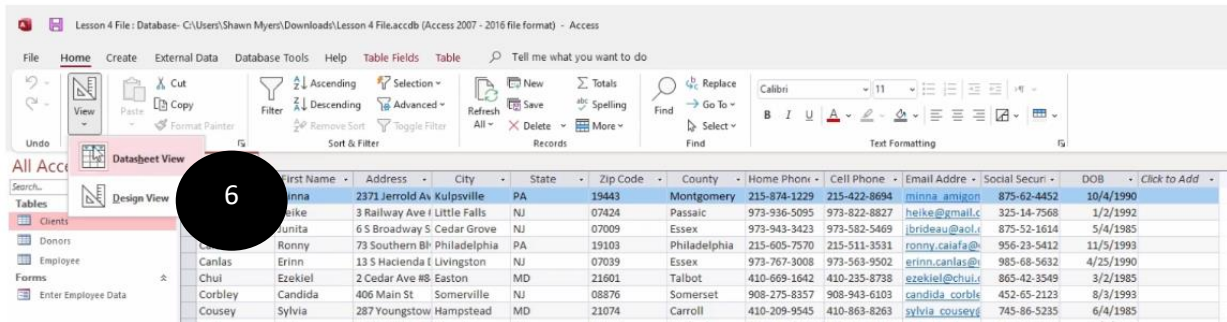 Lesson 4 File : Database- C:\Users\Shawn Myers\Downloads\Lesson 4 File.accdb (Access 2007 - 2016 file format) - Access
File Home Create External Data Database Tools Help Table Fields Table Tell me what you want to do
View Paste Cut Copy Format Painter
Filter Ascending Descending Remove Sort Selection Advanced Toggle Filter
Refresh All New Save Delete Totals Spelling More
Find Replace Go To Select
Calibri 11
B I U A
Undo Sort & Filter Records Find Text Formatting
Datasheet View
Design View
6
All Acce
Search...
Tables
Clients
Donors
Employee
Forms
Enter Employee Data
First Name Address City State Zip Code County Home Phone Cell Phone Email Addre Social Securi DOB Click to Add
inna 2371 Jerrold Av Kulpsville PA 19443 Montgomery 215-874-1229 215-422-8694 minna_amigon 875-62-4452 10/4/1990
eike 3 Railway Ave Little Falls NJ 07424 Passaic 973-936-5095 973-822-8827 heike@gmail.c 325-14-7568 1/2/1992
unita 6 S Broadway S Cedar Grove NJ 07009 Essex 973-943-3423 973-582-5469 jbrideau@aol.c 875-52-1614 5/4/1985
Ronny 73 Southern Bl Philadelphia PA 19103 Philadelphia 215-605-7570 215-511-3531 ronny.caiafa@ 956-23-5412 11/5/1993
Canlas Erinn 13 S Hacienda Livingston NJ 07039 Essex 973-767-3008 973-563-9502 erinn.canlas@ 985-68-5632 4/25/1990
Chui Ezekiel 2 Cedar Ave #8 Easton MD 21601 Talbot 410-669-1642 410-235-8738 ezekiel@chui.c 865-42-3549 3/2/1985
Corbley Candida 406 Main St Somerville NJ 08876 Somerset 908-275-8357 908-943-6103 candida_corble 452-65-2123 8/3/1993
Cousey Sylvia 287 Youngstow Hampstead MD 21074 Carroll 410-209-9545 410-863-8263 sylvia_cousey 745-86-5235 6/4/1985